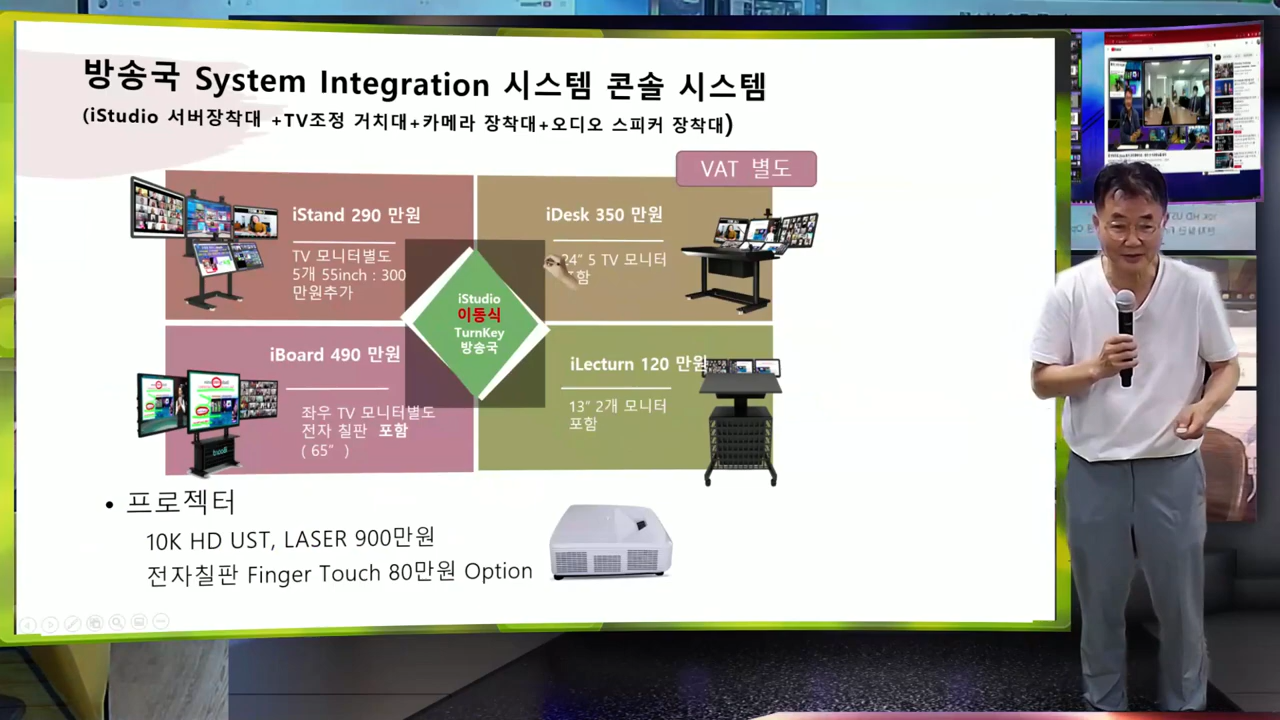 방송국 System Integration 시스템 콘솔 시스템
(iStudio 서버장착대 +TV조정 거치대+카메라 장착대+오디오 스피커 장착대)
VAT 별도
iStand 290 만원
TV 모니터별도
5개 55inch : 300
만원추가
iDesk 350 만원
24" 5 TV 모니터
함
iStudio
이동식
TurnKey
방송국
iBoard 490 만원
좌우 TV 모니터별도
전자 칠판 포함
( 65" )
iLecturn 120 만원
13" 2개 모니터
포함
• 프로젝터
10K HD UST, LASER 900만원
전자칠판 Finger Touch 80만원 Option